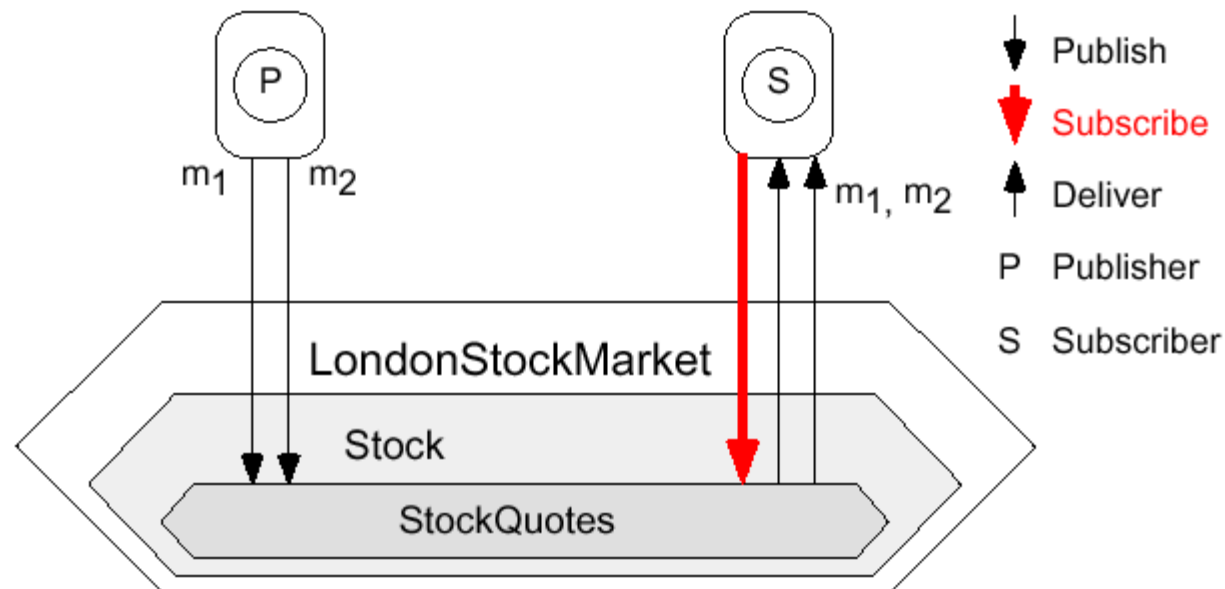 P
S
m1
m2
m1, m2
LondonStockMarket
Stock
StockQuotes
Publish
Subscribe
Deliver
P Publisher
S Subscriber